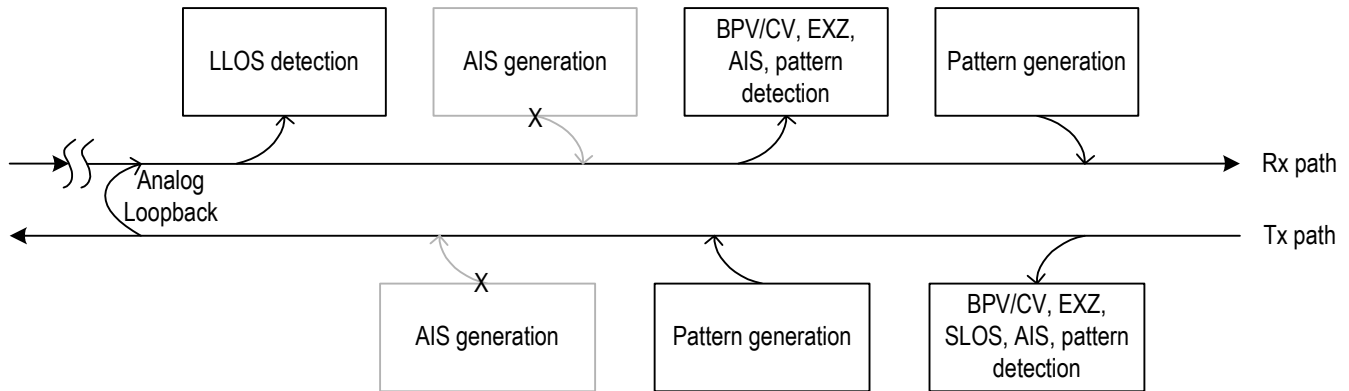 LLOS detection
AIS generation
BPV/CV, EXZ,
AIS, pattern
detection
Pattern generation
X
Rx path
Analog
Loopback
Tx path
X
AIS generation
Pattern generation
BPV/CV, EXZ,
SLOS, AIS, pattern
detection